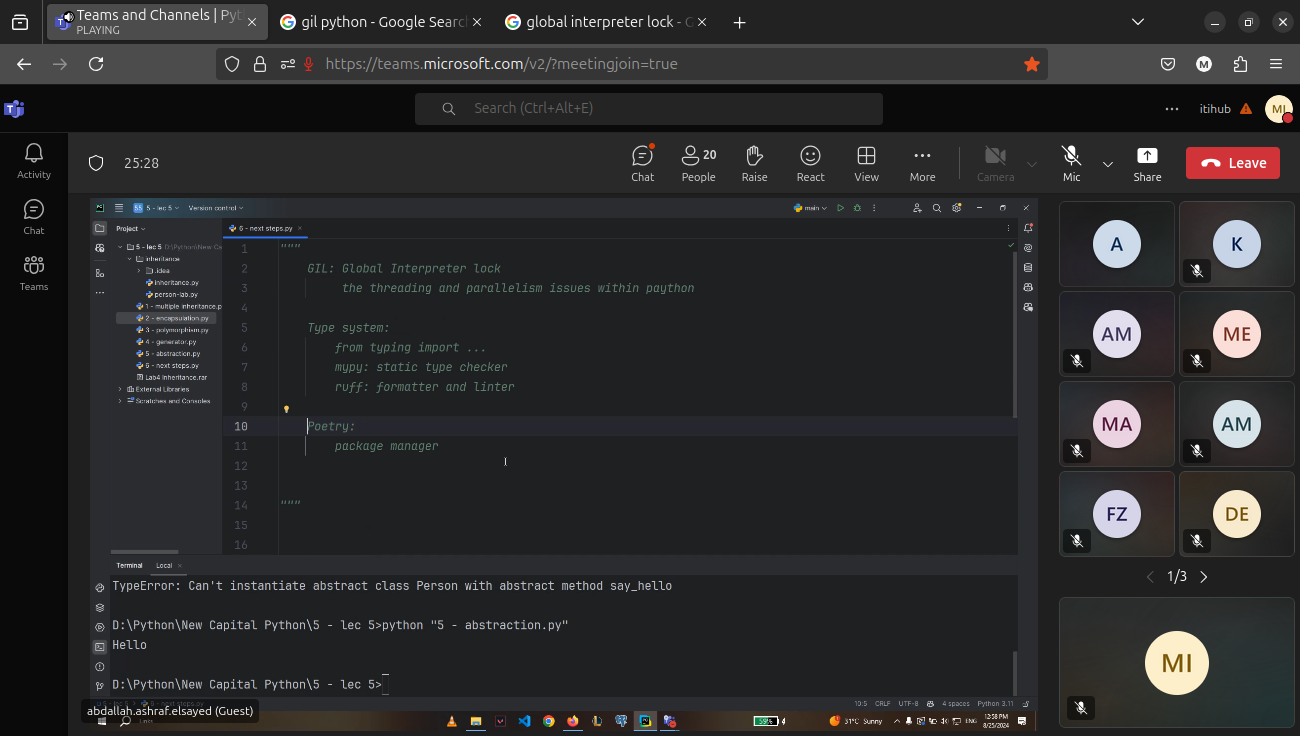 Teams and Channels | Pyt
PLAYING
gil python - Google Search
global interpreter lock - G
https://teams.microsoft.com/v2/?meetingjoin=true
M
Search (Ctrl+Alt+E)
itihub
MI
Activity
Chat
Teams
25:28
Chat
20
People
Raise
React
View
More
Camera
Mic
Share
Leave
5 - lec 5
Version control
main
Project
6 - next steps.py
5 - lec 5 D:\Python\New Ca
inheritance
.idea
inheritance.py
person-lab.py
1 - multiple inheritance.p
2 - encapsulation.py
3 - polymorphism.py
4 - generator.py
5 - abstraction.py
6 - next steps.py
Lab4 inheritance.rar
External Libraries
Scratches and Consoles
1 """
2 GIL: Global Interpreter lock
3 the threading and parallelism issues within paython
4
5 Type system:
6 from typing import ...
7 mypy: static type checker
8 ruff: formatter and linter
9
10 Poetry:
11 package manager
12
13
14 """
15
16
Terminal Local
TypeError: Can't instantiate abstract class Person with abstract method say_hello
D:\Python\New Capital Python\5 - lec 5>python "5 - abstraction.py"
Hello
D:\Python\New Capital Python\5 - lec 5>
10:5 CRLF UTF-8 4 spaces Python 3.11
abdallah.ashraf.elsayed (Guest)
Links
59%
31°C Sunny
ENG
12:58 PM
8/25/2024
A
K
AM
ME
MA
AM
FZ
DE
1/3
MI